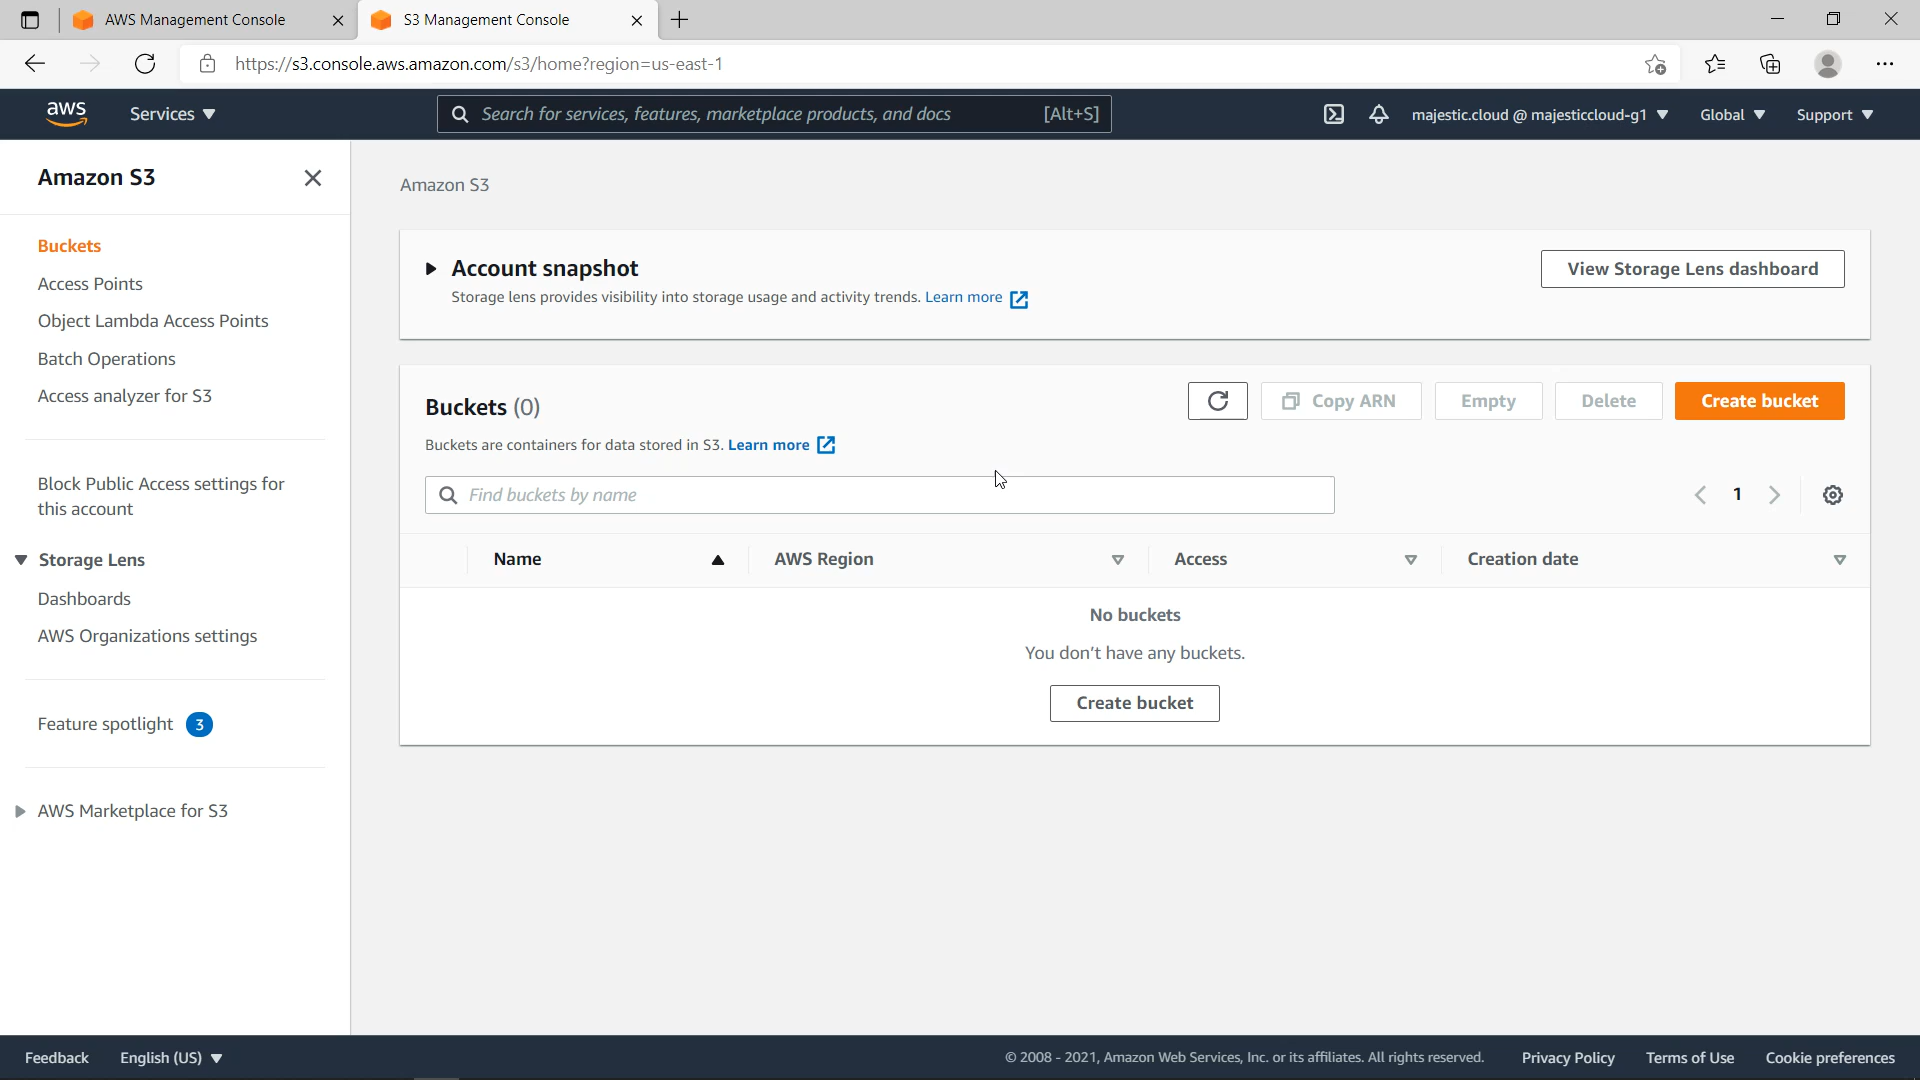 AWS Management Console
S3 Management Console
https://s3.console.aws.amazon.com/s3/home?region=us-east-1
aws
Services
Search for services, features, marketplace products, and docs
[Alt+S]
majestic.cloud @ majesticcloud-g1
Global
Support
Amazon S3
Buckets
Access Points
Object Lambda Access Points
Batch Operations
Access analyzer for S3
Block Public Access settings for
this account
Storage Lens
Dashboards
AWS Organizations settings
Feature spotlight 3
AWS Marketplace for S3
Amazon S3
Account snapshot
Storage lens provides visibility into storage usage and activity trends. Learn more
View Storage Lens dashboard
Buckets (0)
Buckets are containers for data stored in S3. Learn more
Copy ARN
Empty
Delete
Create bucket
Find buckets by name
1
Name
AWS Region
Access
Creation date
No buckets
You don't have any buckets.
Create bucket
Feedback
English (US)
© 2008 - 2021, Amazon Web Services, Inc. or its affiliates. All rights reserved.
Privacy Policy
Terms of Use
Cookie preferences